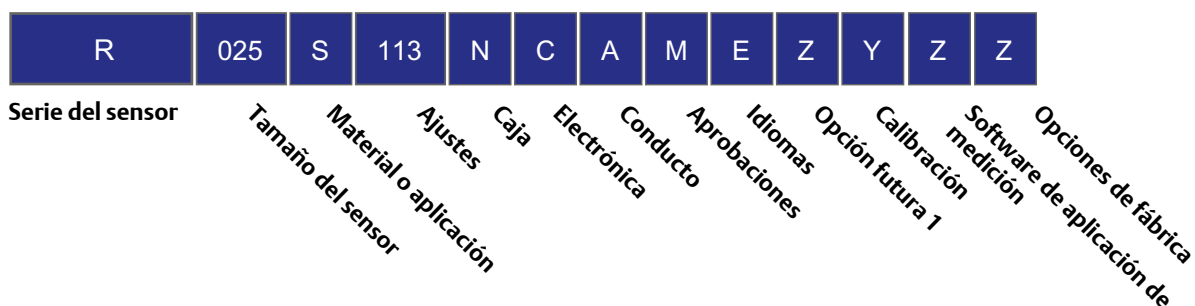 R 025 S 113 N C A M E Z Y Z Z
Serie del sensor
Tamaño del sensor
Material o aplicación
Ajustes
Caja
Electrónica
Conducto
Aprobaciones
Idiomas
Opción futura 1
Calibración
Software de aplicación de
medición
Opciones de fábrica